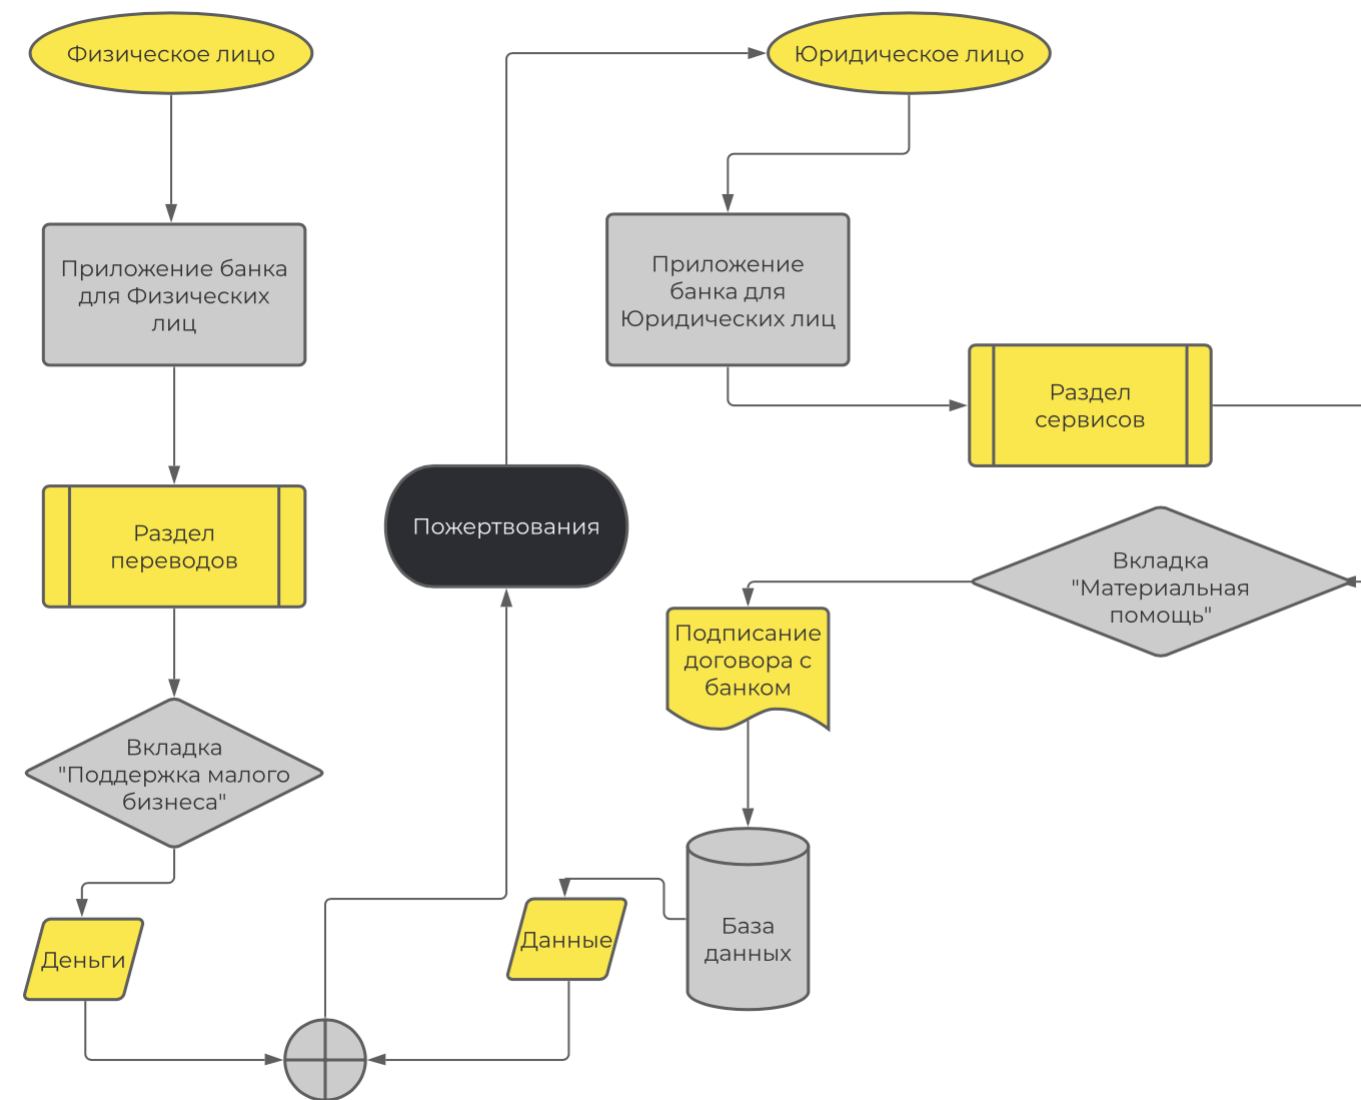 Физическое лицо
Юридическое лицо
Приложение банка
для Физических
лиц
Приложение
банка для
Юридических лиц
Раздел
сервисов
Раздел
переводов
Пожертвования
Вкладка
"Материальная
помощь"
Подписание
договора с
банком
Вкладка
"Поддержка малого
бизнеса"
База
данных
Данные
Деньги